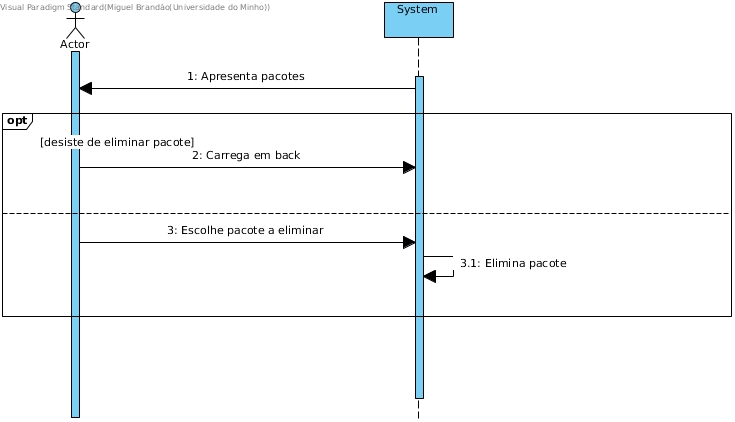 Visual Paradigm Standard(Miguel Brandão(Universidade do Minho))
System
Actor
1: Apresenta pacotes
opt
[desiste de eliminar pacote]
2: Carrega em back
3: Escolhe pacote a eliminar
3.1: Elimina pacote